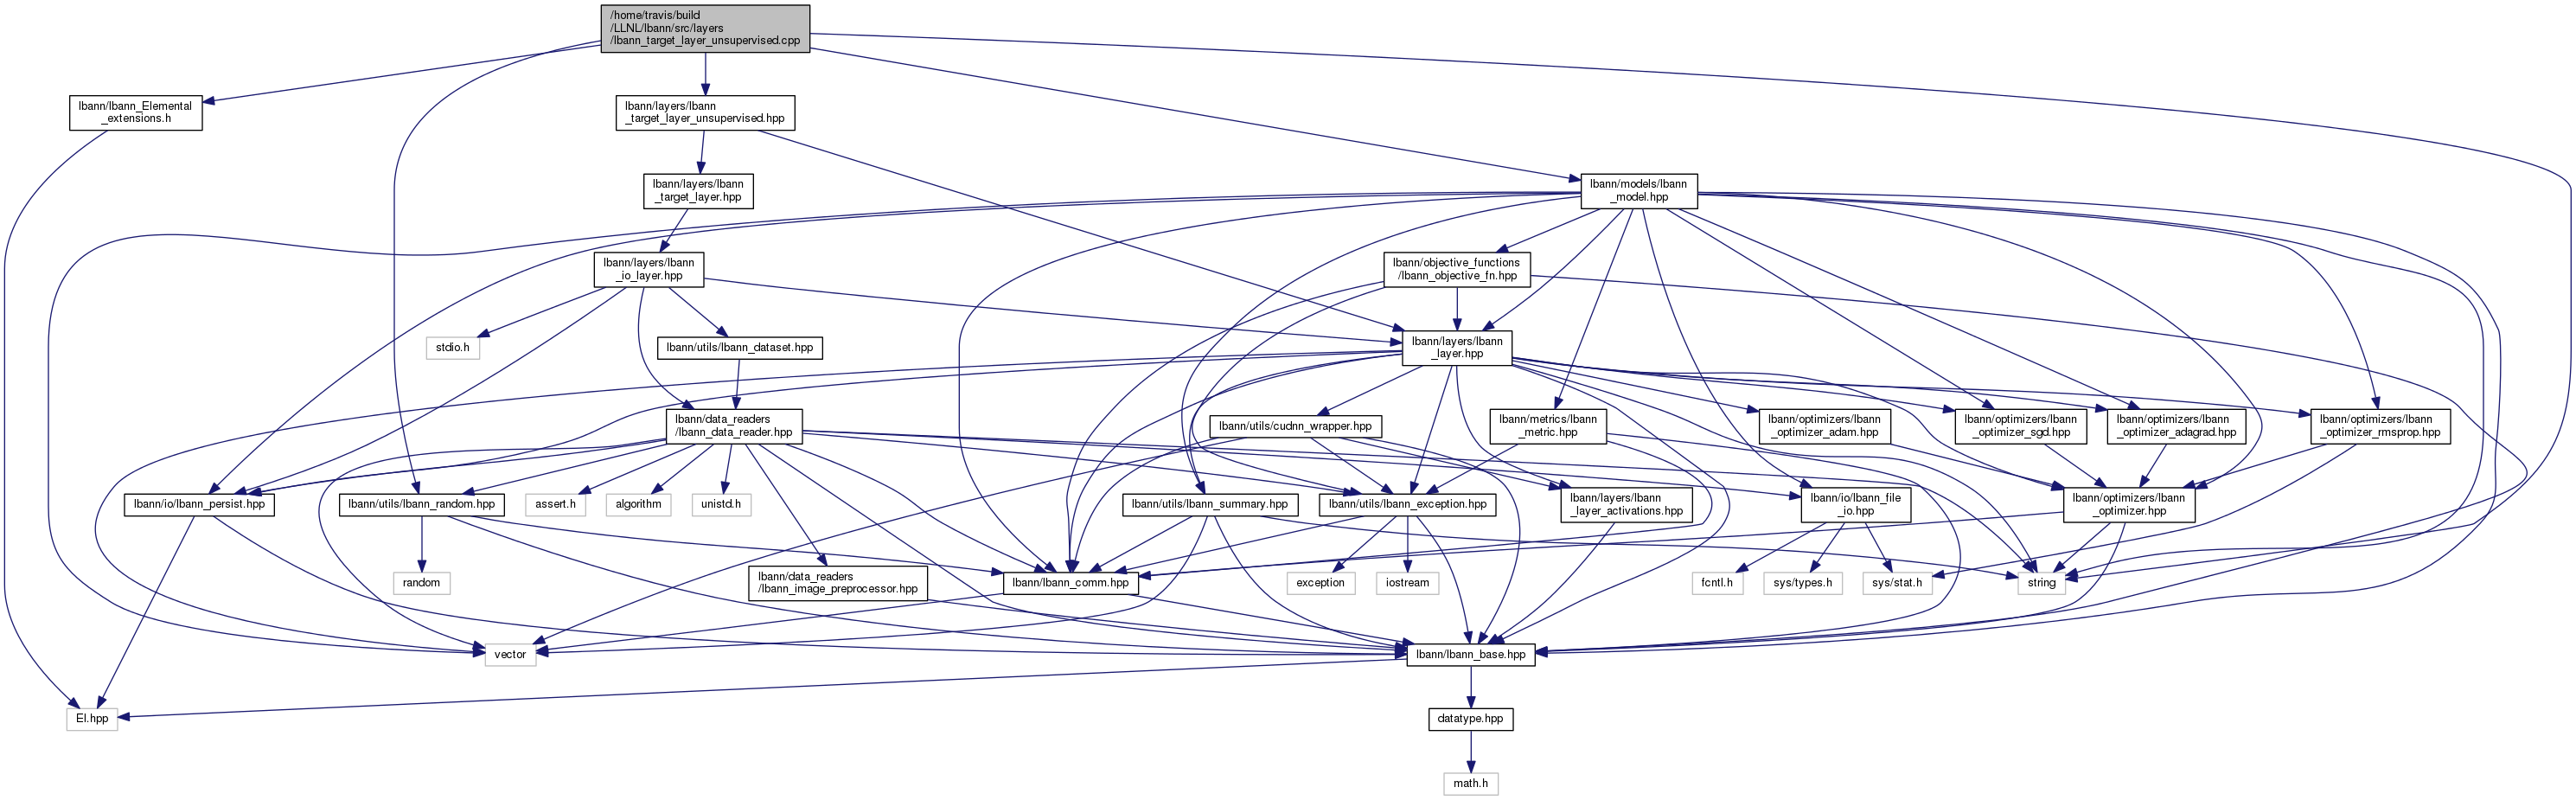 /home/travis/build
/LLNL/lbann/src/layers
/lbann_target_layer_unsupervised.cpp
lbann/lbann_Elemental
_extensions.h
lbann/layers/lbann
_target_layer_unsupervised.hpp
lbann/models/lbann
_model.hpp
lbann/layers/lbann
_target_layer.hpp
lbann/layers/lbann
_io_layer.hpp
lbann/objective_functions
/lbann_objective_fn.hpp
stdio.h
lbann/utils/lbann_dataset.hpp
lbann/layers/lbann
_layer.hpp
lbann/data_readers
/lbann_data_reader.hpp
lbann/utils/cudnn_wrapper.hpp
lbann/metrics/lbann
_metric.hpp
lbann/optimizers/lbann
_optimizer_adam.hpp
lbann/optimizers/lbann
_optimizer_sgd.hpp
lbann/optimizers/lbann
_optimizer_adagrad.hpp
lbann/optimizers/lbann
_optimizer_rmsprop.hpp
lbann/io/lbann_persist.hpp
lbann/utils/lbann_random.hpp
assert.h
algorithm
unistd.h
lbann/utils/lbann_summary.hpp
lbann/utils/lbann_exception.hpp
lbann/layers/lbann
_layer_activations.hpp
lbann/io/lbann_file
_io.hpp
lbann/optimizers/lbann
_optimizer.hpp
random
lbann/data_readers
/lbann_image_preprocessor.hpp
lbann/lbann_comm.hpp
exception
iostream
fcntl.h
sys/types.h
sys/stat.h
string
vector
lbann/lbann_base.hpp
El.hpp
datatype.hpp
math.h